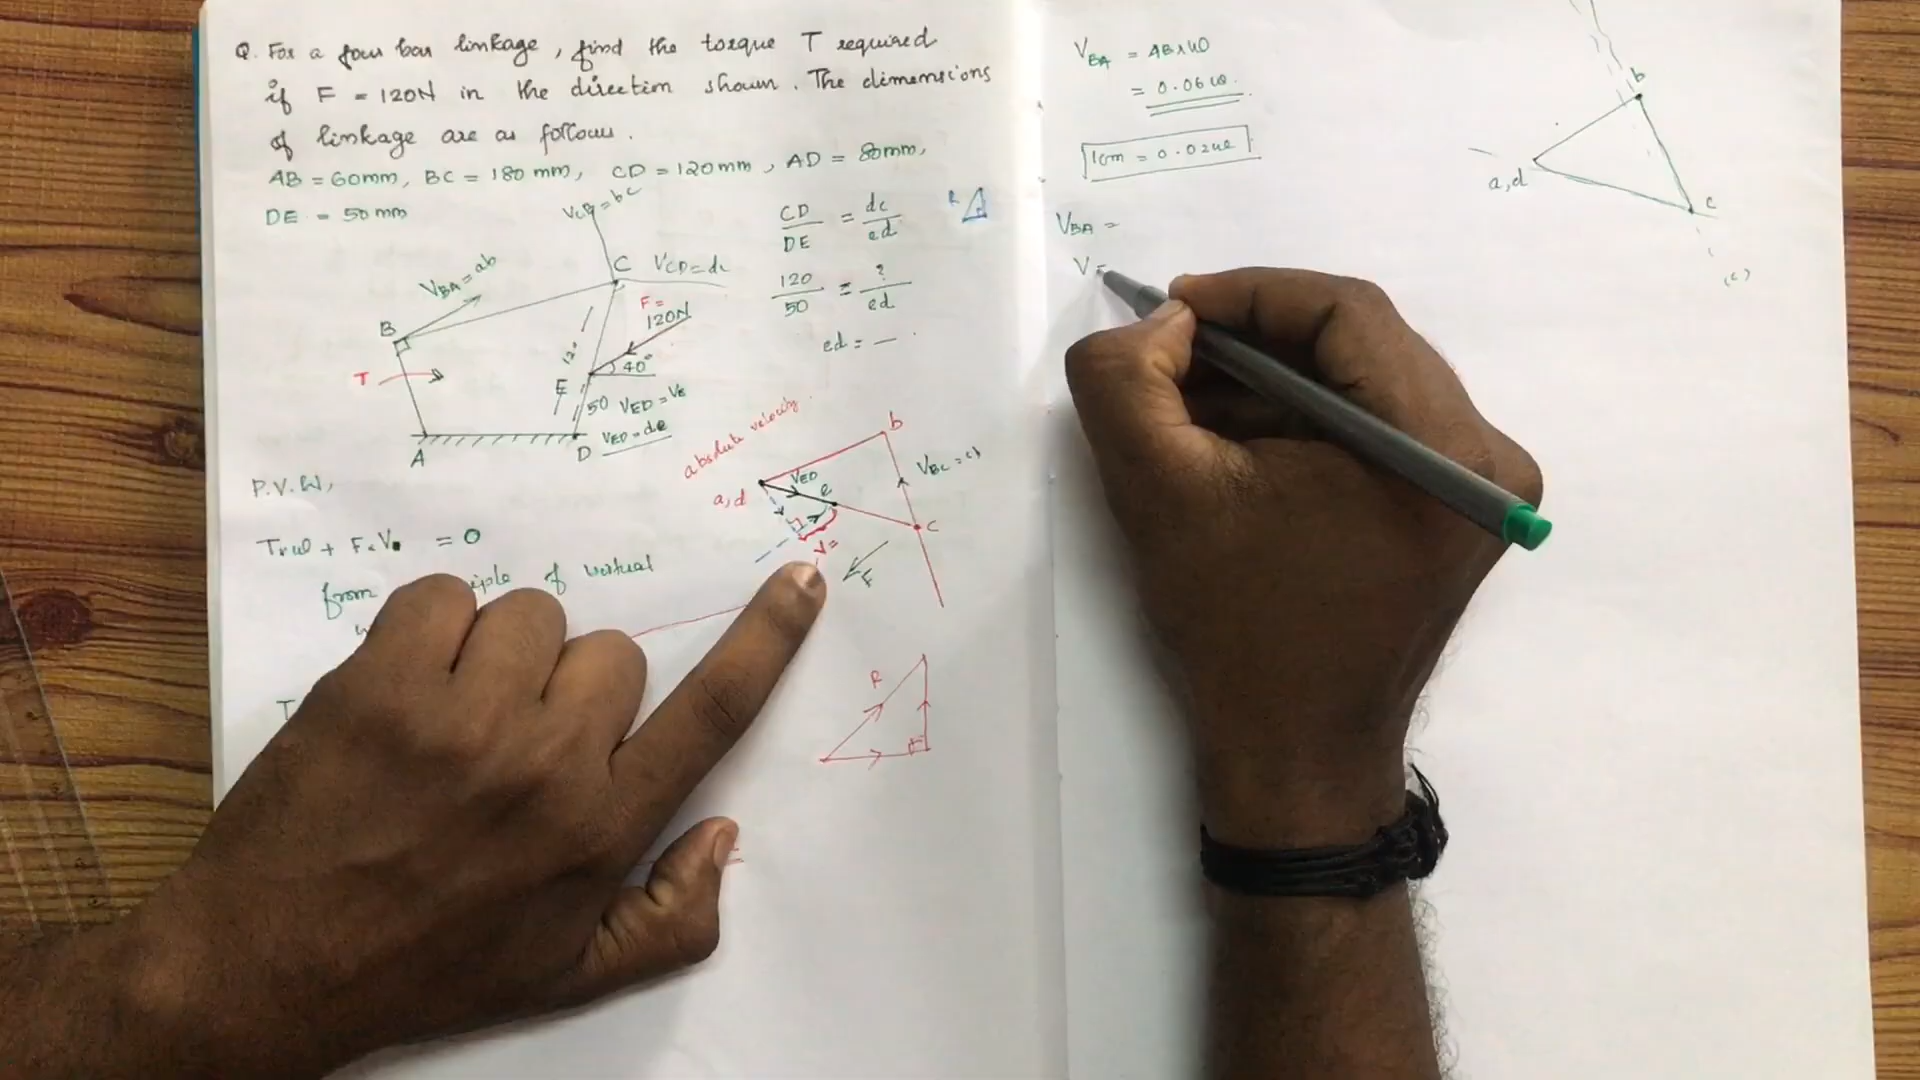 Q. For a four bar linkage, find the torque T required
if F = 120N in the direction shown. The dimensions
of linkage are as follows.
AB = 60mm, BC = 180 mm, CD = 120mm, AD = 80mm,
DE = 50 mm
VBA = ab
B
T
A
C
VCD = dc
F = 120N
40°
E
120
50
VED = VE
VED = de
D
CD/DE = dc/ed
120/50 = ?/ed
ed = —
R
absolute velocity.
a,d
VED
e
b
VBC = cb
c
V =
F
P.V.W,
T×ω + F×V = 0
from of virtual
T
R
VBA = AB×ω
= 0.06ω.
1cm = 0.02ω
VBA =
V =
b
a,d
c
(c)